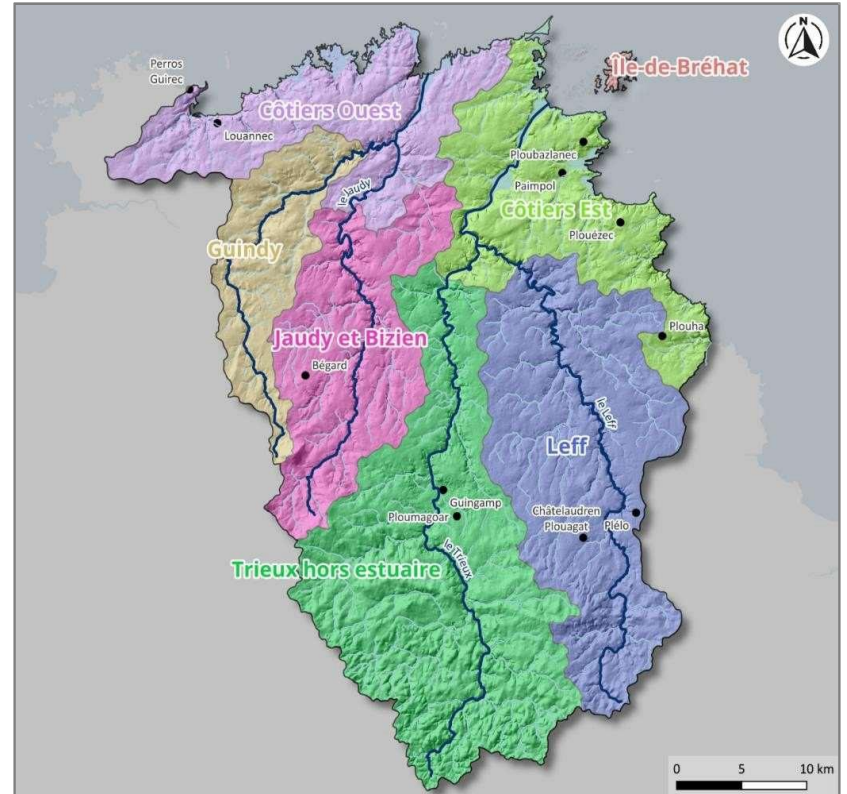 N
Île-de-Bréhat
Perros
Guirec
Côtiers Ouest
Louannec
Ploubazlanec
Paimpol
le Jaudy
Côtiers Est
Plouézec
Guindy
Plouha
Jaudy et Bizien
Bégard
le Leff
Leff
Guingamp
Ploumagoar
Châtelaudren
Plouagat
Plélo
le Trieux
Trieux hors estuaire
0 5 10 km